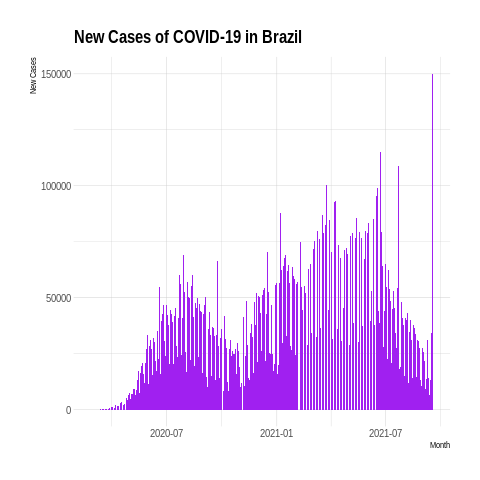 New Cases of COVID-19 in Brazil
New Cases
150000
100000
50000
0
2020-07
2021-01
2021-07
Month